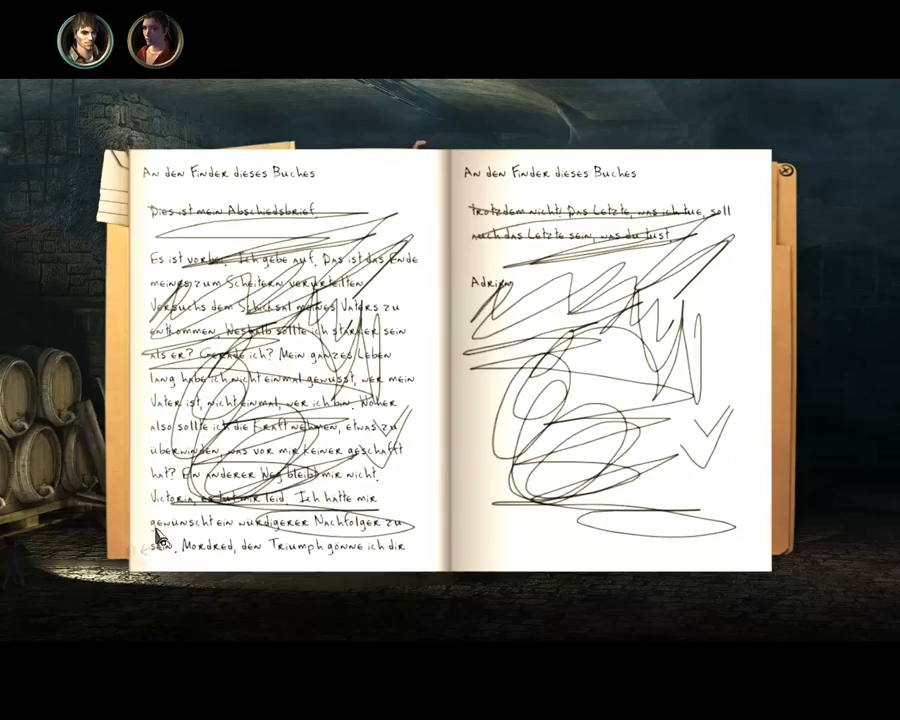 An den Finder dieses Buches
Dies ist mein Abschiedsbrief.
Es ist vorbei. Ich gebe auf. Das ist das Ende
meines zum Scheitern verurteilten
Versuchs dem Schicksal meines Vaters zu
entkommen. Weshalb sollte ich stärker sein
als er? Gerade ich? Mein ganzes Leben
lang habe ich nicht einmal gewusst, wer mein
Vater ist, nicht einmal, wer ich bin. Woher
also sollte ich die Kraft nehmen, etwas zu
überwinden, was vor mir keiner geschafft
hat? Ein anderer Weg bleibt mir nicht.
Victoria, es tut mir leid. Ich hätte mir
gewünscht ein würdigerer Nachfolger zu
sein. Mordred, den Triumph gönne ich dir
An den Finder dieses Buches
trotzdem nicht! Das Letzte, was ich tue, soll
auch das Letzte sein, was du tust.
Adrian